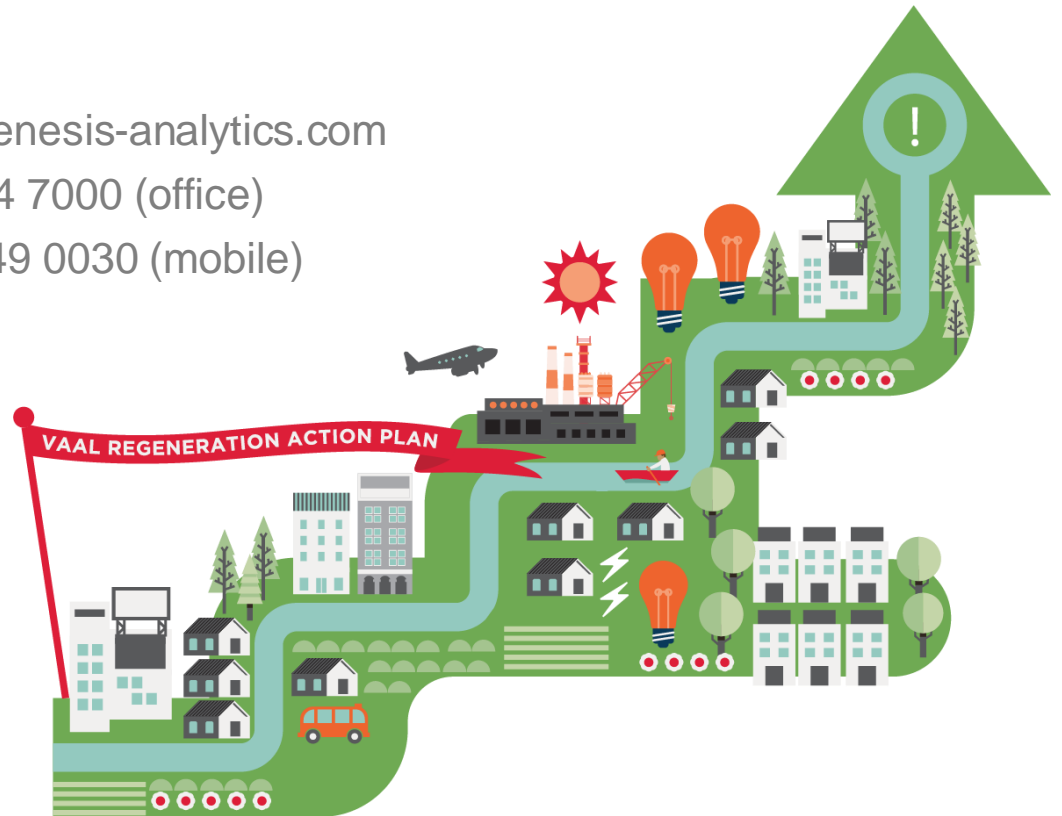 enesis-analytics.com
4 7000 (office)
49 0030 (mobile)
!
VAAL REGENERATION ACTION PLAN